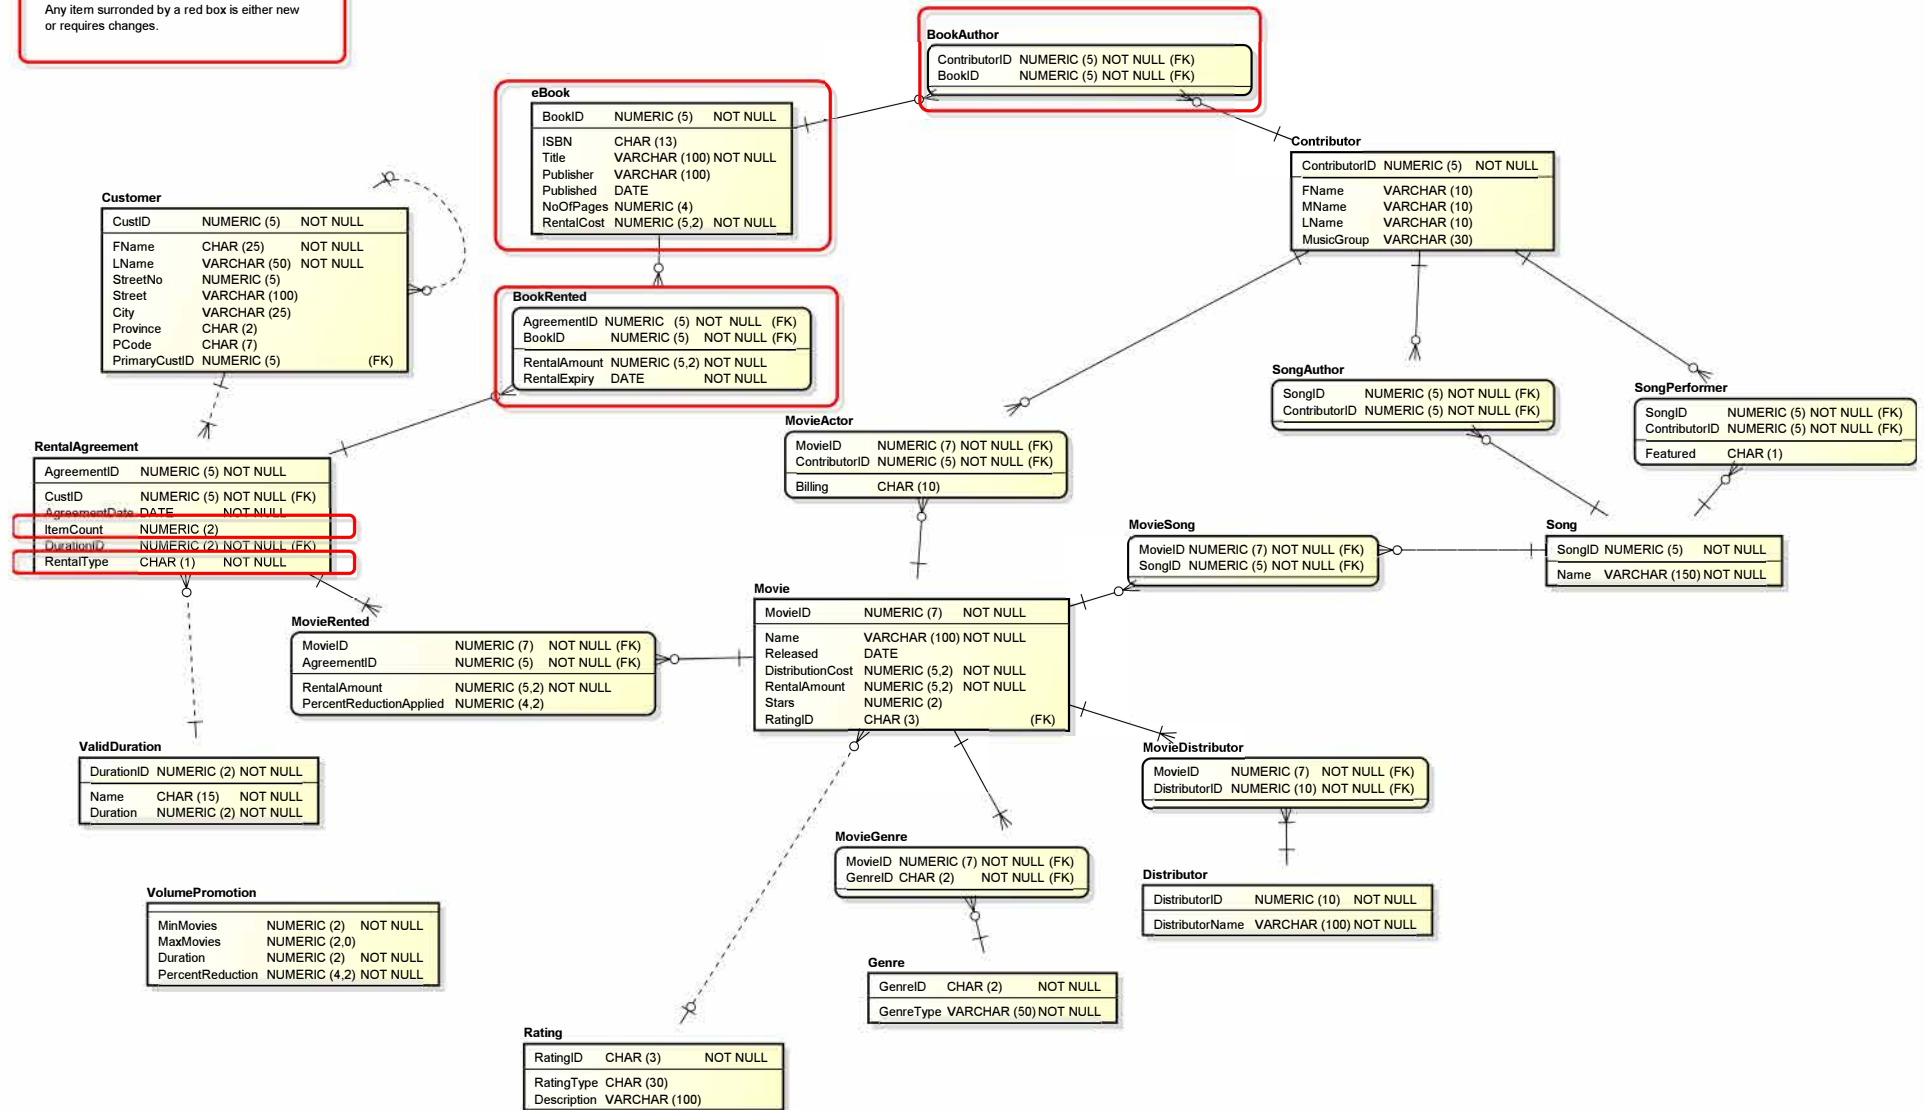 Any item surronded by a red box is either new
or requires changes.
BookAuthor
ContributorID NUMERIC (5) NOT NULL (FK)
BookID NUMERIC (5) NOT NULL (FK)
eBook
BookID NUMERIC (5) NOT NULL
ISBN CHAR (13)
Title VARCHAR (100) NOT NULL
Publisher VARCHAR (100)
Published DATE
NoOfPages NUMERIC (4)
RentalCost NUMERIC (5,2) NOT NULL
Contributor
ContributorID NUMERIC (5) NOT NULL
FName VARCHAR (10)
MName VARCHAR (10)
LName VARCHAR (10)
MusicGroup VARCHAR (30)
Customer
CustID NUMERIC (5) NOT NULL
FName CHAR (25) NOT NULL
LName VARCHAR (50) NOT NULL
StreetNo NUMERIC (5)
Street VARCHAR (100)
City VARCHAR (25)
Province CHAR (2)
PCode CHAR (7)
PrimaryCustID NUMERIC (5) (FK)
BookRented
AgreementID NUMERIC (5) NOT NULL (FK)
BookID NUMERIC (5) NOT NULL (FK)
RentalAmount NUMERIC (5,2) NOT NULL
RentalExpiry DATE NOT NULL
SongAuthor
SongID NUMERIC (5) NOT NULL (FK)
ContributorID NUMERIC (5) NOT NULL (FK)
SongPerformer
SongID NUMERIC (5) NOT NULL (FK)
ContributorID NUMERIC (5) NOT NULL (FK)
Featured CHAR (1)
MovieActor
MovieID NUMERIC (7) NOT NULL (FK)
ContributorID NUMERIC (5) NOT NULL (FK)
Billing CHAR (10)
RentalAgreement
AgreementID NUMERIC (5) NOT NULL
CustID NUMERIC (5) NOT NULL (FK)
AgreementDate DATE NOT NULL
ItemCount NUMERIC (2)
DurationID NUMERIC (2) NOT NULL (FK)
RentalType CHAR (1) NOT NULL
MovieSong
MovieID NUMERIC (7) NOT NULL (FK)
SongID NUMERIC (5) NOT NULL (FK)
Song
SongID NUMERIC (5) NOT NULL
Name VARCHAR (150) NOT NULL
Movie
MovieID NUMERIC (7) NOT NULL
Name VARCHAR (100) NOT NULL
Released DATE
DistributionCost NUMERIC (5,2) NOT NULL
RentalAmount NUMERIC (5,2) NOT NULL
Stars NUMERIC (2)
RatingID CHAR (3) (FK)
MovieRented
MovieID NUMERIC (7) NOT NULL (FK)
AgreementID NUMERIC (5) NOT NULL (FK)
RentalAmount NUMERIC (5,2) NOT NULL
PercentReductionApplied NUMERIC (4,2)
ValidDuration
DurationID NUMERIC (2) NOT NULL
Name CHAR (15) NOT NULL
Duration NUMERIC (2) NOT NULL
MovieDistributor
MovieID NUMERIC (7) NOT NULL (FK)
DistributorID NUMERIC (10) NOT NULL (FK)
MovieGenre
MovieID NUMERIC (7) NOT NULL (FK)
GenreID CHAR (2) NOT NULL (FK)
Distributor
DistributorID NUMERIC (10) NOT NULL
DistributorName VARCHAR (100) NOT NULL
VolumePromotion
MinMovies NUMERIC (2) NOT NULL
MaxMovies NUMERIC (2,0)
Duration NUMERIC (2) NOT NULL
PercentReduction NUMERIC (4,2) NOT NULL
Genre
GenreID CHAR (2) NOT NULL
GenreType VARCHAR (50) NOT NULL
Rating
RatingID CHAR (3) NOT NULL
RatingType CHAR (30)
Description VARCHAR (100)